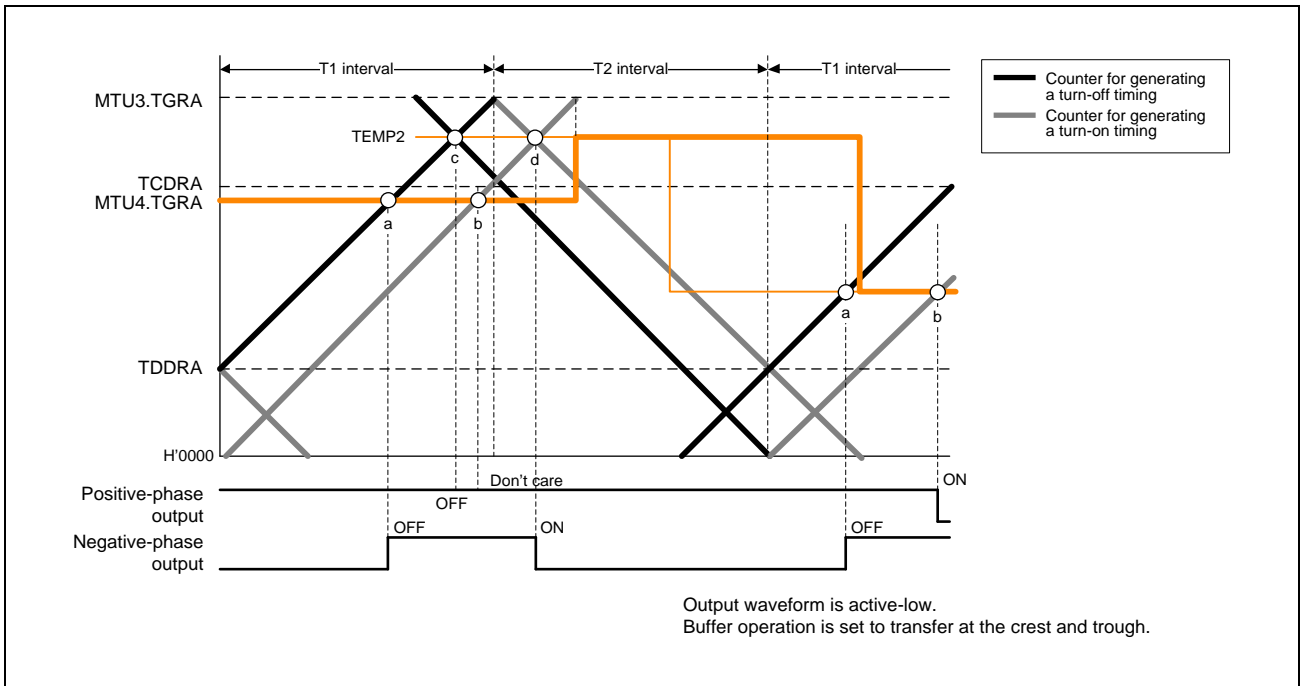 T1 interval
T2 interval
T1 interval
MTU3.TGRA
TEMP2
TCDRA
MTU4.TGRA
TDDRA
H'0000
c
d
a
b
a
b
Counter for generating
a turn-off timing
Counter for generating
a turn-on timing
Positive-phase
output
OFF
Don't care
ON
Negative-phase
output
OFF
ON
OFF
Output waveform is active-low.
Buffer operation is set to transfer at the crest and trough.